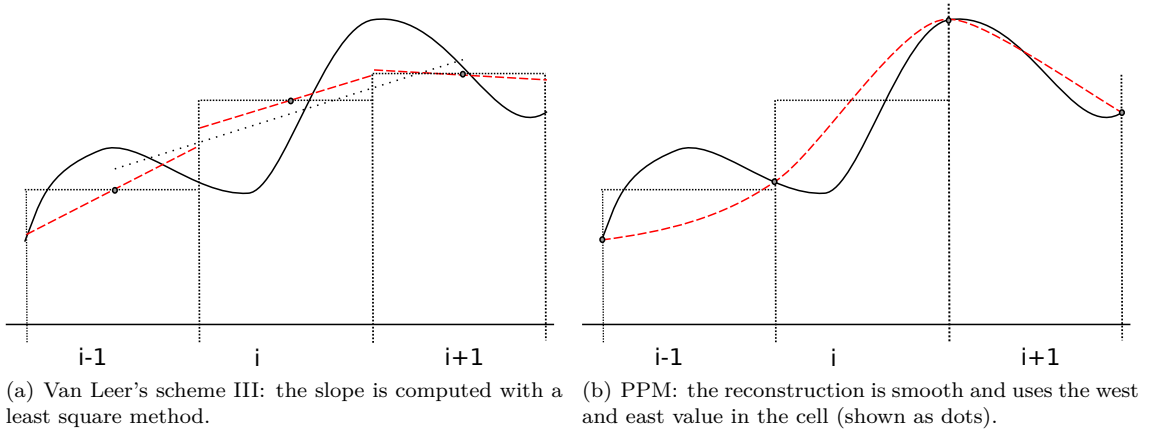 i-1 i i+1
(a) Van Leer's scheme III: the slope is computed with a
least square method.
i-1 i i+1
(b) PPM: the reconstruction is smooth and uses the west
and east value in the cell (shown as dots).